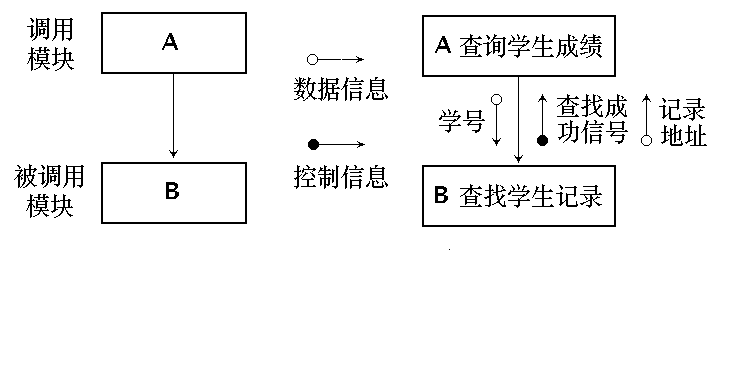 调用
模块
A
被调用
模块
B
数据信息
控制信息
A 查询学生成绩
学号
查找成
功信号
记录
地址
B 查找学生记录